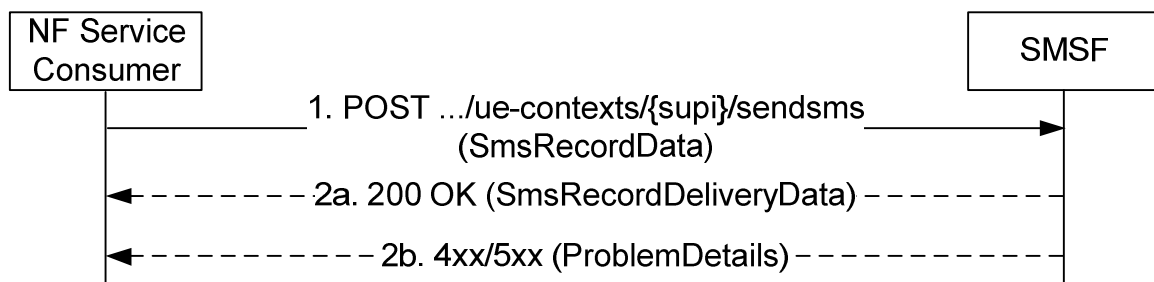 NF Service
Consumer
SMSF
1. POST .../ue-contexts/{supi}/sendsms
(SmsRecordData)
2a. 200 OK (SmsRecordDeliveryData)
2b. 4xx/5xx (ProblemDetails)